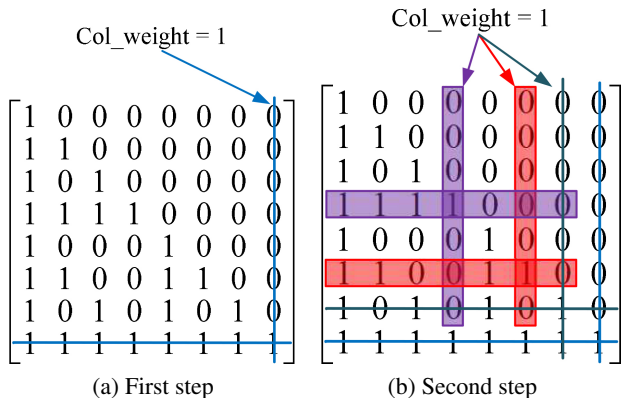 Col_weight = 1
1 0 0 0 0 0 0 0
1 1 0 0 0 0 0 0
1 0 1 0 0 0 0 0
1 1 1 1 0 0 0 0
1 0 0 0 1 0 0 0
1 1 0 0 1 1 0 0
1 0 1 0 1 0 1 0
1 1 1 1 1 1 1 1
(a) First step
Col_weight = 1
1 0 0 0 0 0 0 0
1 1 0 0 0 0 0 0
1 0 1 0 0 0 0 0
1 1 1 1 0 0 0 0
1 0 0 0 1 0 0 0
1 1 0 0 1 1 0 0
1 0 1 0 1 0 1 0
1 1 1 1 1 1 1 1
(b) Second step